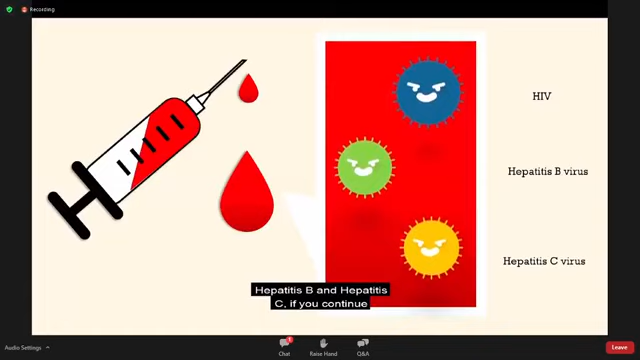 Recording
HIV
Hepatitis B virus
Hepatitis C virus
Hepatitis B and Hepatitis
C, if you continue
Audio Settings
Chat
Raise Hand
Q&A
Leave